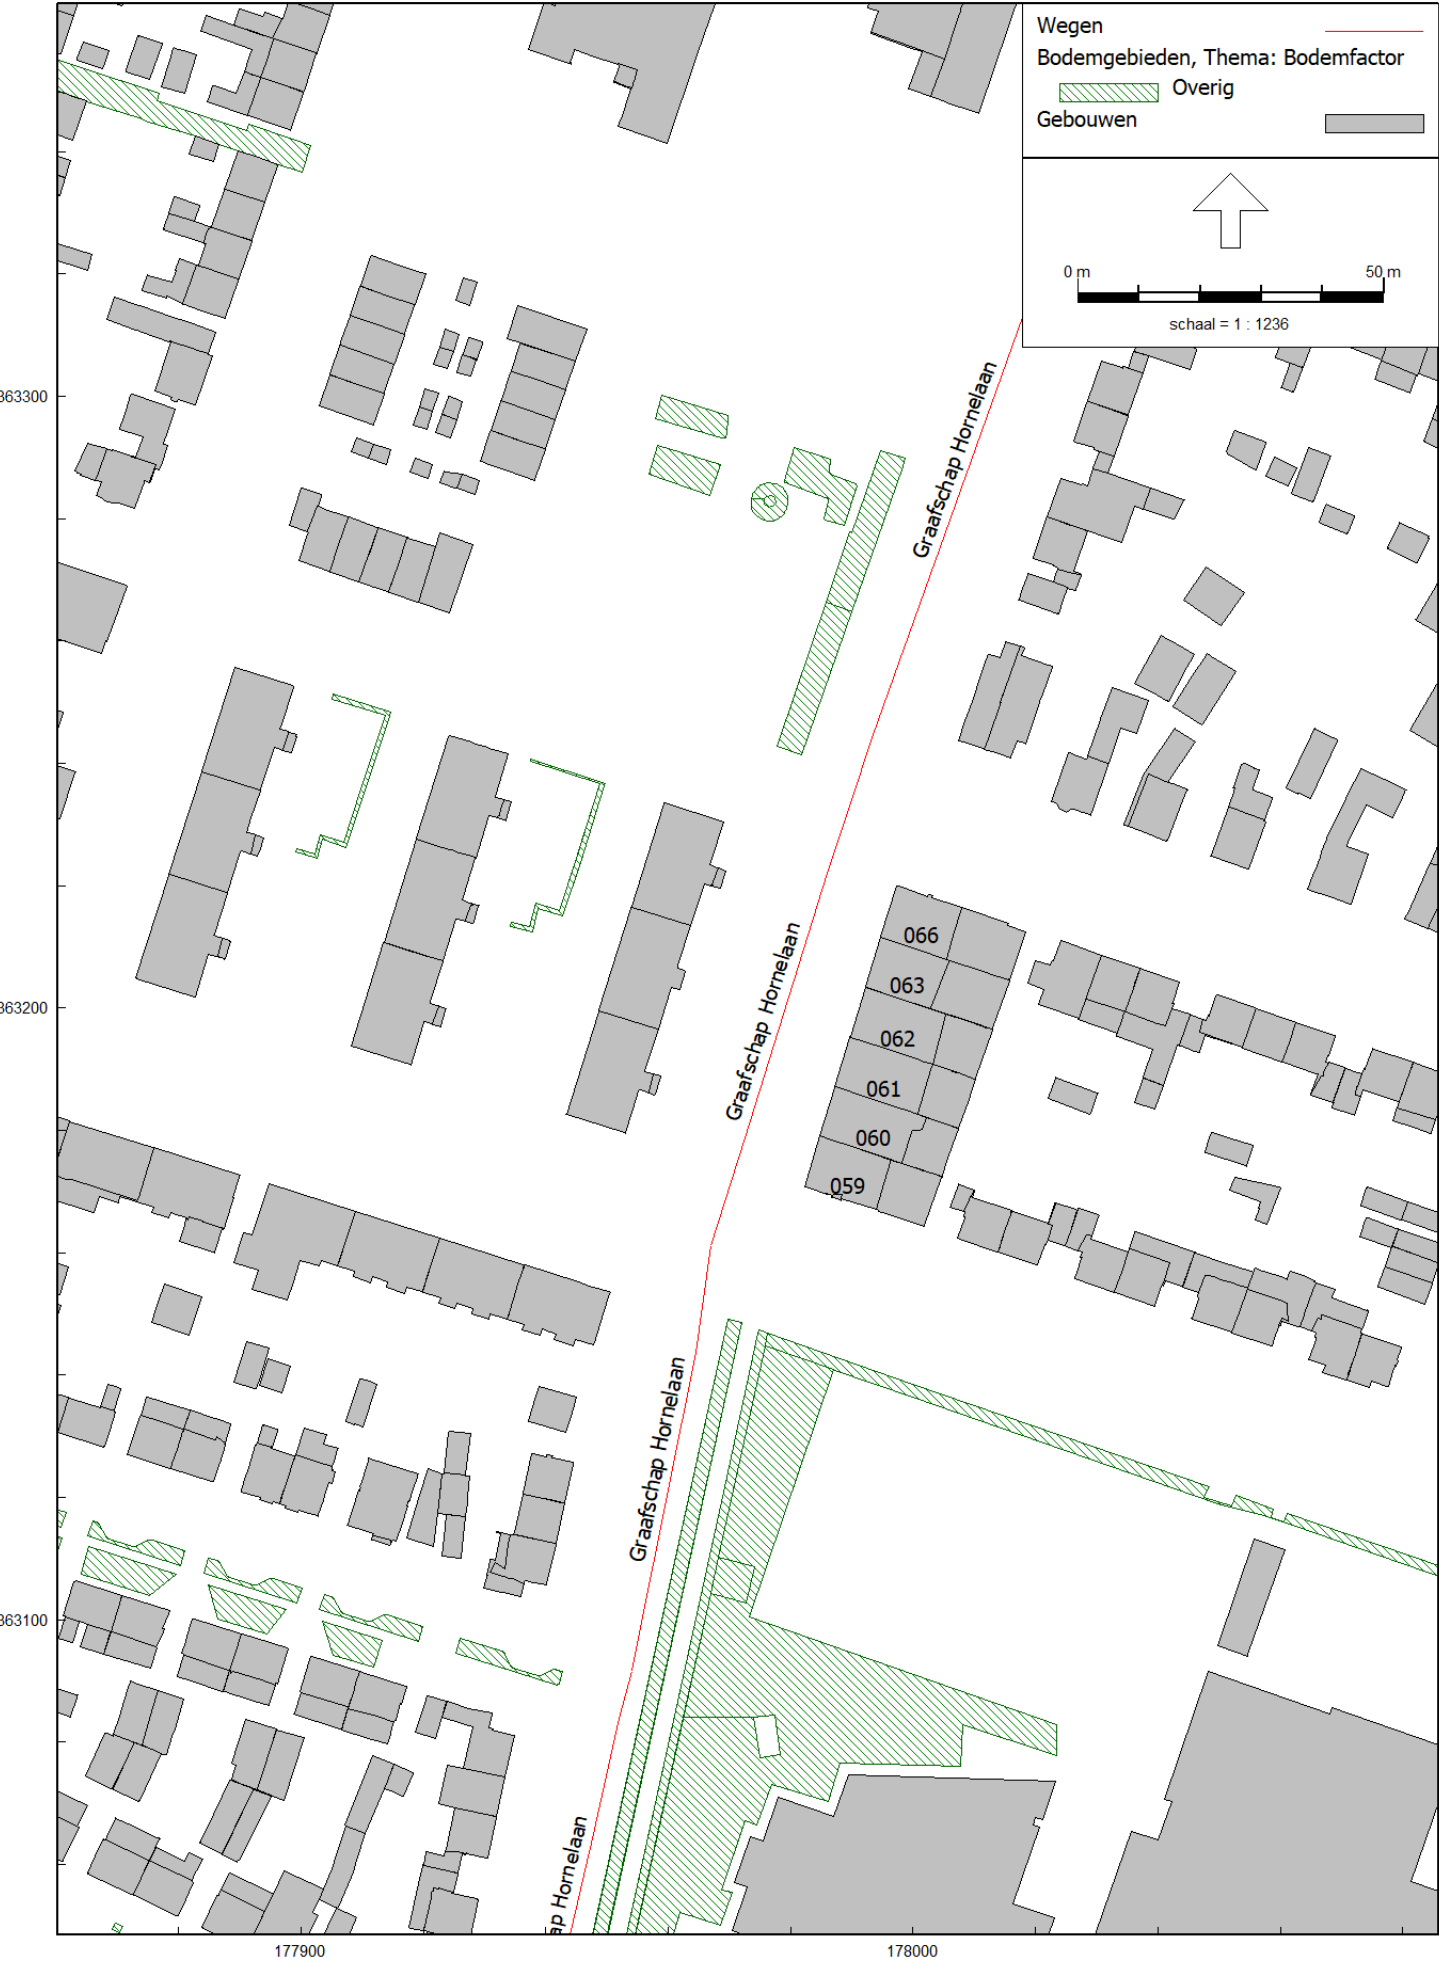 Wegen
Bodemgebieden, Thema: Bodemfactor
Overig
Gebouwen
0 m
50 m
schaal = 1 : 1236
Graafschap Hornelaan
363300
066
063
Graafschap Hornelaan
363200
062
061
060
059
Graafschap Hornelaan
363100
ap Hornelaan
177900
178000